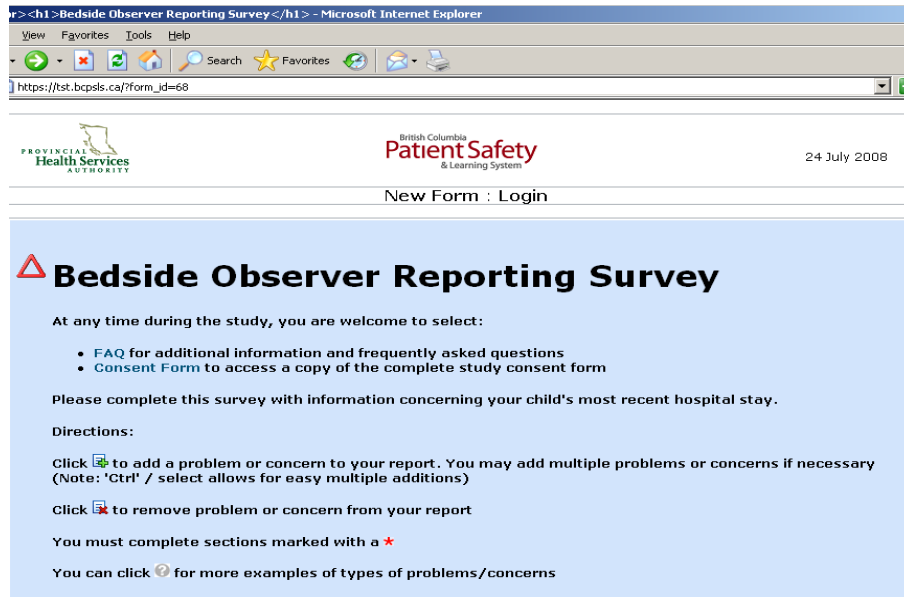 r><h1>Bedside Observer Reporting Survey</h1> - Microsoft Internet Explorer
View Favorites Tools Help
Search Favorites
https://tst.bcpsls.ca/?form_id=68
PROVINCIAL
Health Services
AUTHORITY
British Columbia
Patient Safety
& Learning System
24 July 2008
New Form : Login
Bedside Observer Reporting Survey
At any time during the study, you are welcome to select:
• FAQ for additional information and frequently asked questions
• Consent Form to access a copy of the complete study consent form
Please complete this survey with information concerning your child's most recent hospital stay.
Directions:
Click to add a problem or concern to your report. You may add multiple problems or concerns if necessary
(Note: 'Ctrl' / select allows for easy multiple additions)
Click to remove problem or concern from your report
You must complete sections marked with a *
You can click ? for more examples of types of problems/concerns